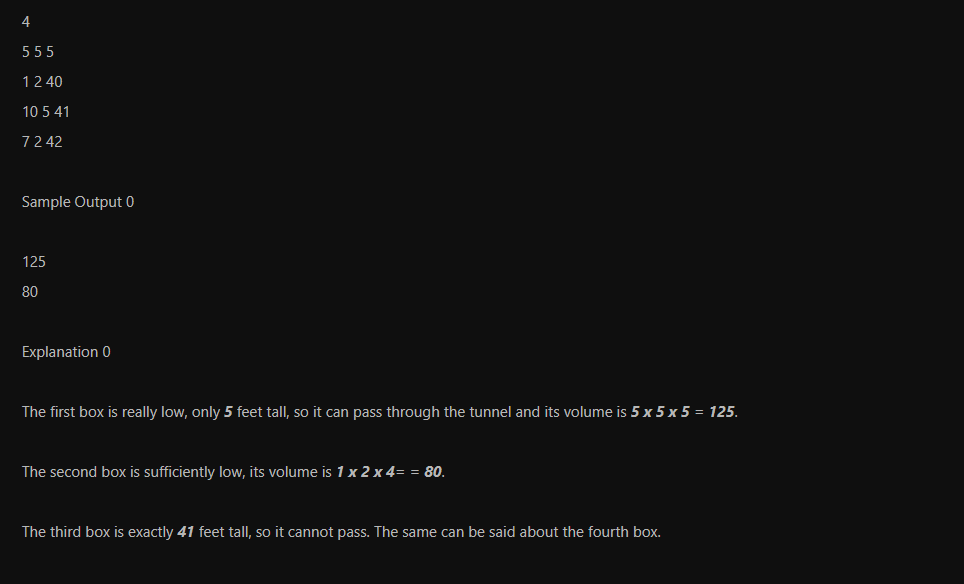 4
5 5 5
1 2 40
10 5 41
7 2 42
Sample Output 0
125
80
Explanation 0
The first box is really low, only 5 feet tall, so it can pass through the tunnel and its volume is 5 x 5 x 5 = 125.
The second box is sufficiently low, its volume is 1 x 2 x 4= = 80.
The third box is exactly 41 feet tall, so it cannot pass. The same can be said about the fourth box.